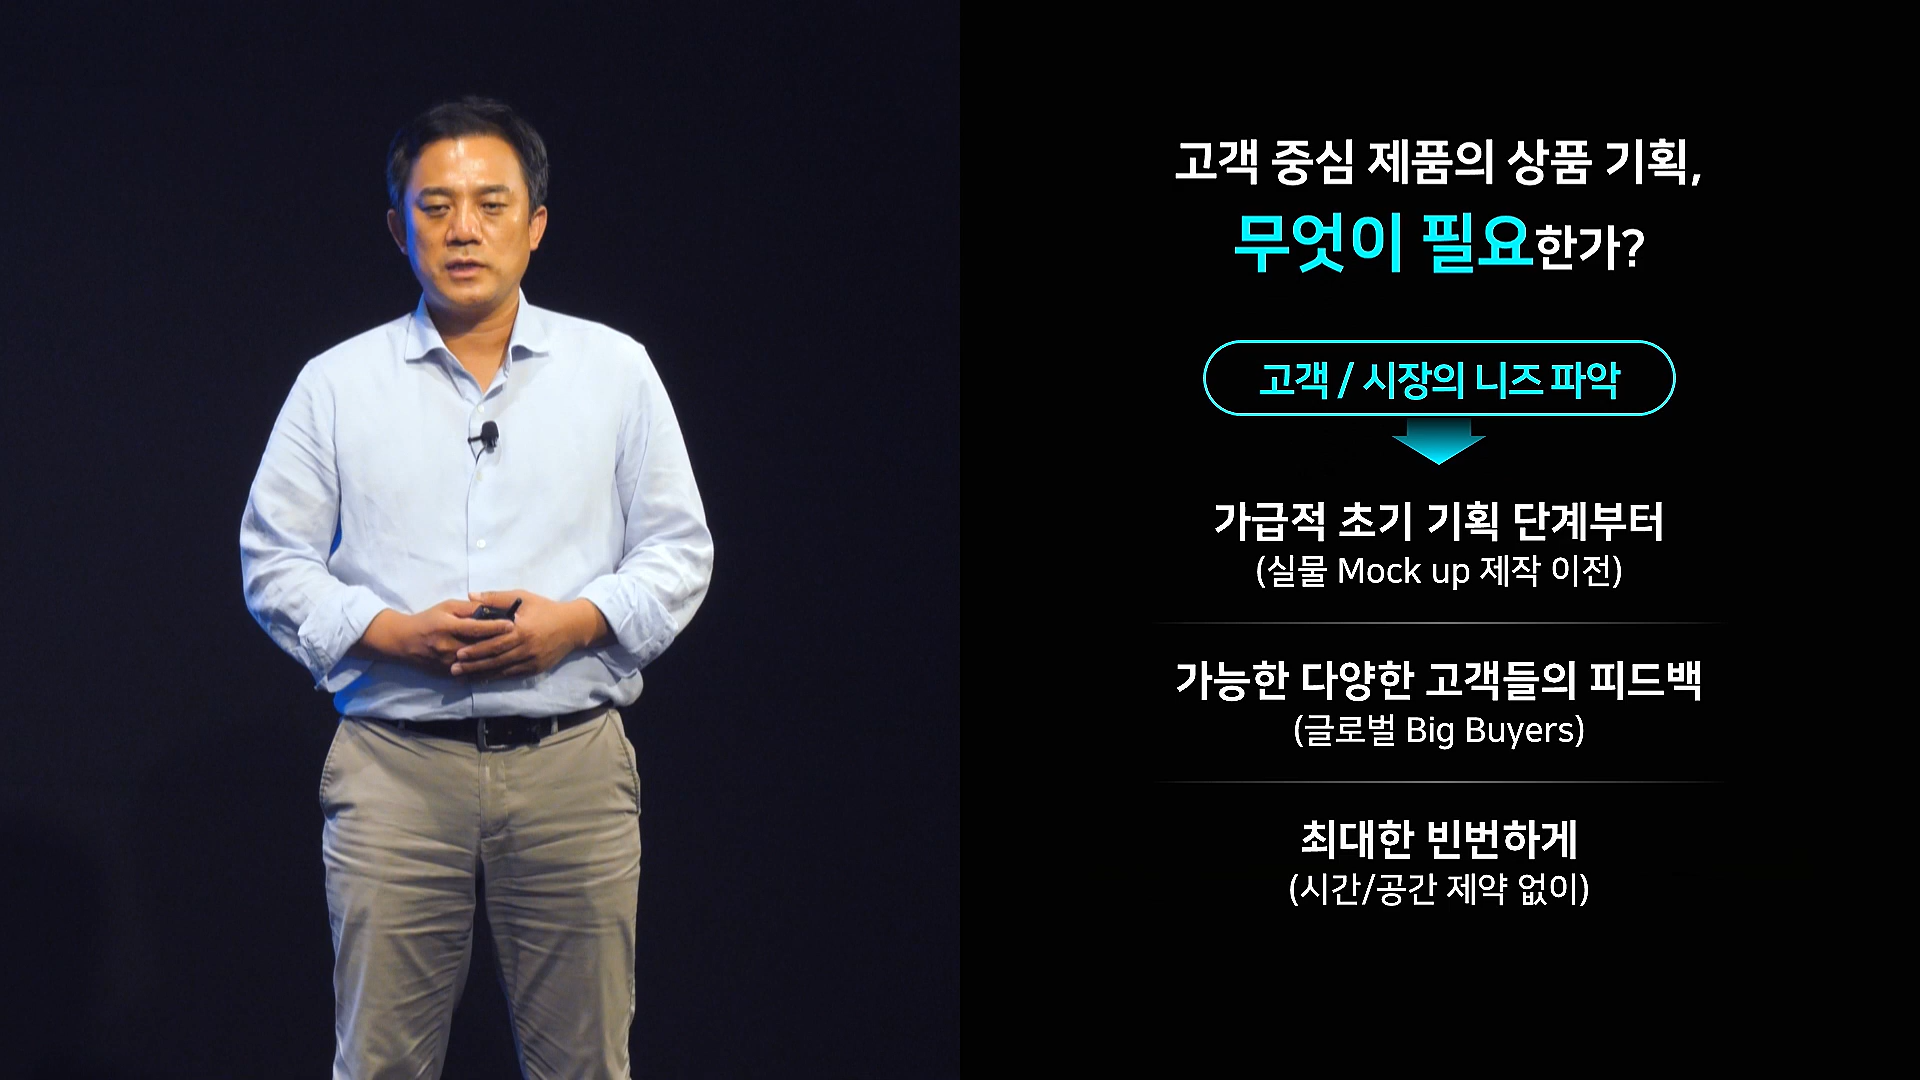 고객 중심 제품의 상품 기획,
무엇이 필요한가?
고객 / 시장의 니즈 파악
가급적 초기 기획 단계부터
(실물 Mock up 제작 이전)
가능한 다양한 고객들의 피드백
(글로벌 Big Buyers)
최대한 빈번하게
(시간/공간 제약 없이)